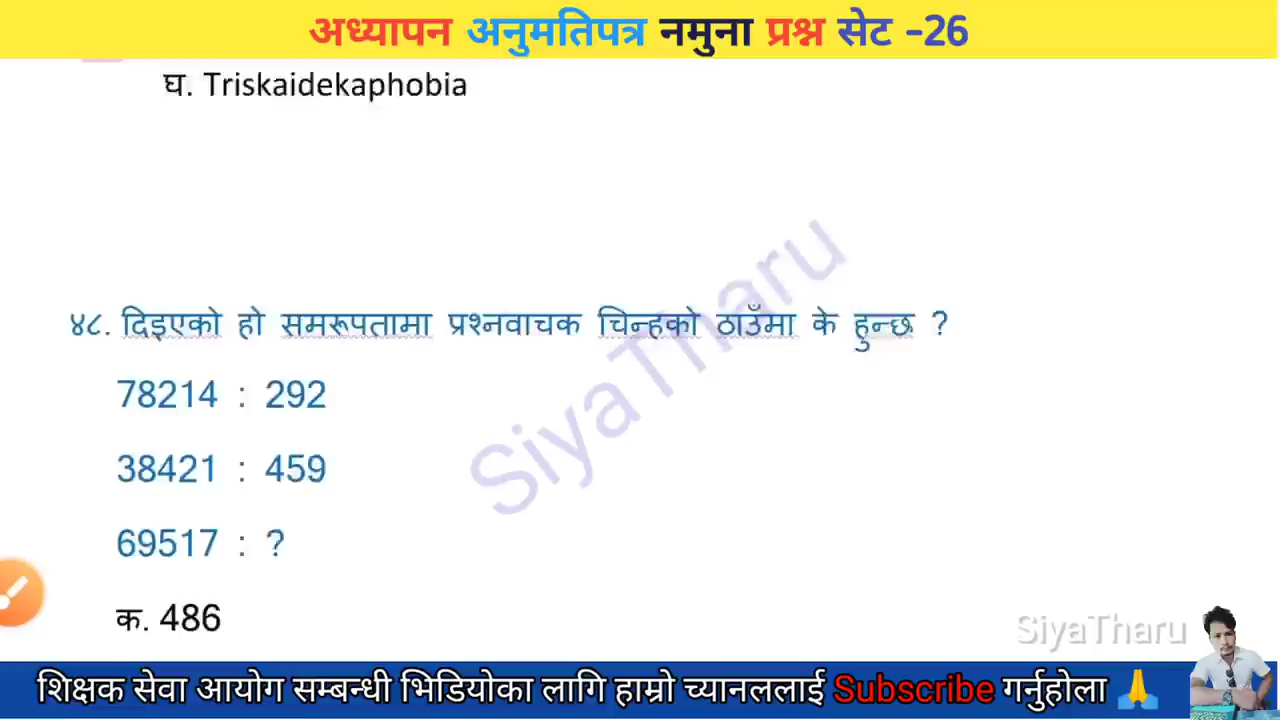 अध्यापन अनुमतिपत्र नमुना प्रश्न सेट -26
घ. Triskaidekaphobia
४८. दिइएको हो समरूपतामा प्रश्नवाचक चिन्हको ठाउँमा के हुन्छ ?
78214 : 292
38421 : 459
69517 : ?
क. 486
SiyaTharu
SiyaTharu
शिक्षक सेवा आयोग सम्बन्धी भिडियोका लागि हाम्रो च्यानललाई Subscribe गर्नुहोला 🙏